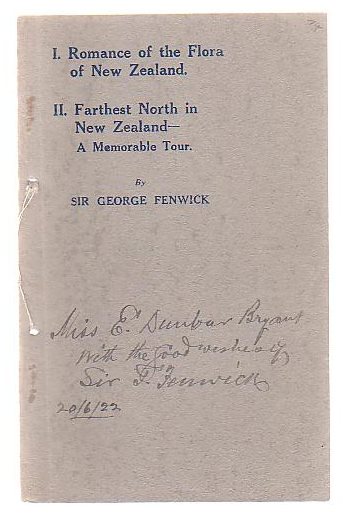 I. Romance of the Flora
of New Zealand.
II. Farthest North in
New Zealand—
A Memorable Tour.
By
SIR GEORGE FENWICK
Miss E. Dunbar Bryant
With the good wishes of
Sir G. Fenwick
20/6/22